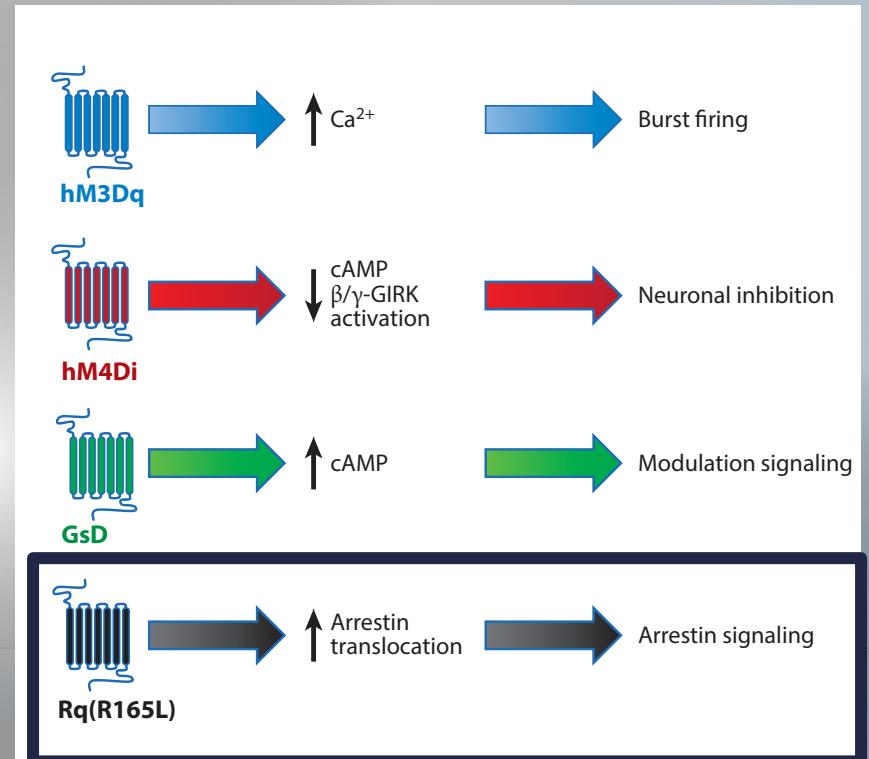 Ca²⁺
Burst firing
hM3Dq
cAMP
β/γ-GIRK
activation
Neuronal inhibition
hM4Di
cAMP
Modulation signaling
GsD
Arrestin
translocation
Arrestin signaling
Rq(R165L)